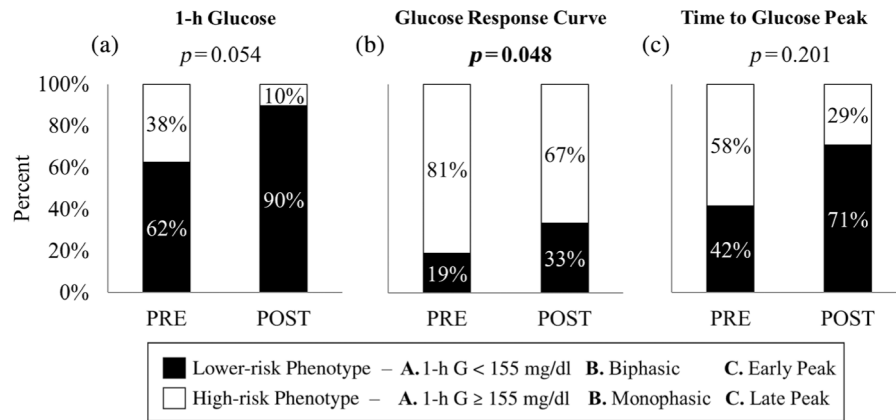 1-h Glucose
(a)
p=0.054
Glucose Response Curve
(b)
p=0.048
Time to Glucose Peak
(c)
p=0.201
Percent
100%
80%
60%
40%
20%
0%
38%
62%
10%
90%
PRE
POST
81%
19%
67%
33%
PRE
POST
58%
42%
29%
71%
PRE
POST
Lower-risk Phenotype – A. 1-h G < 155 mg/dl B. Biphasic C. Early Peak
High-risk Phenotype – A. 1-h G ≥ 155 mg/dl B. Monophasic C. Late Peak